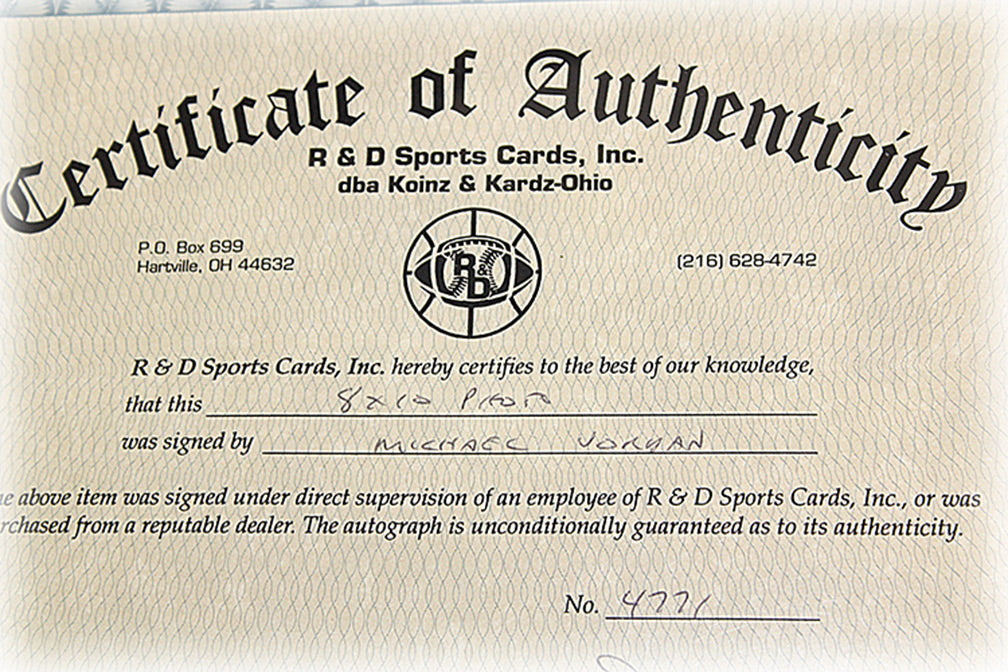 Certificate of Authenticity
R & D Sports Cards, Inc.
dba Koinz & Kardz-Ohio
P.O. Box 699
Hartville, OH 44632
(216) 628-4742
R & D
R & D Sports Cards, Inc. hereby certifies to the best of our knowledge,
that this 8x10 PHOTO
was signed by MICHAEL JORDAN
above item was signed under direct supervision of an employee of R & D Sports Cards, Inc., or was
from a reputable dealer. The autograph is unconditionally guaranteed as to its authenticity.
No. 4771